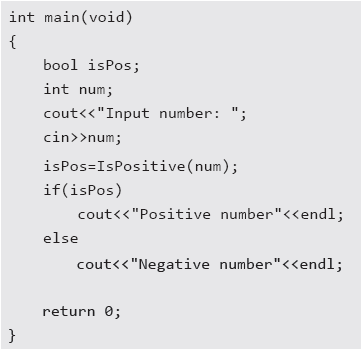 int main(void)
{
    bool isPos;
    int num;
    cout<<"Input number: ";
    cin>>num;
    isPos=IsPositive(num);
    if(isPos)
        cout<<"Positive number"<<endl;
    else
        cout<<"Negative number"<<endl;

    return 0;
}